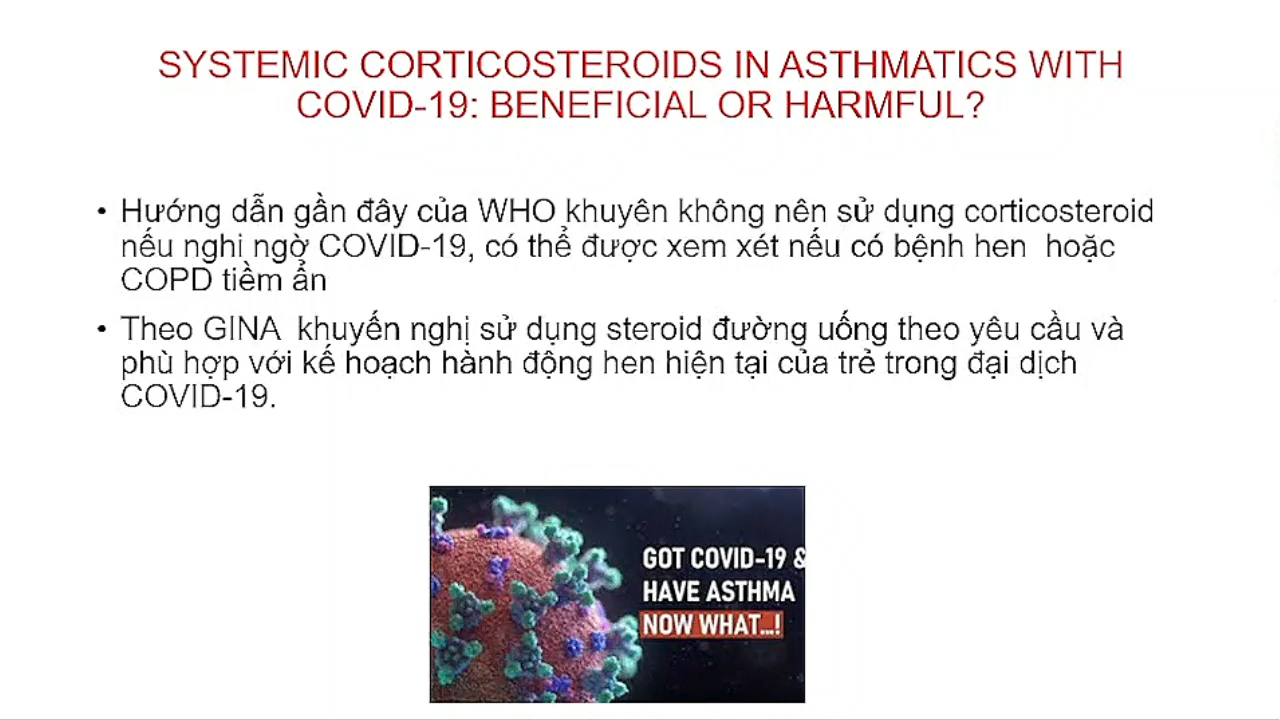 SYSTEMIC CORTICOSTEROIDS IN ASTHMATICS WITH
COVID-19: BENEFICIAL OR HARMFUL?
• Hướng dẫn gần đây của WHO khuyên không nên sử dụng corticosteroid
nếu nghi ngờ COVID-19, có thể được xem xét nếu có bệnh hen hoặc
COPD tiềm ẩn
• Theo GINA khuyến nghị sử dụng steroid đường uống theo yêu cầu và
phù hợp với kế hoạch hành động hen hiện tại của trẻ trong đại dịch
COVID-19.
GOT COVID-19 &
HAVE ASTHMA
NOW WHAT...!